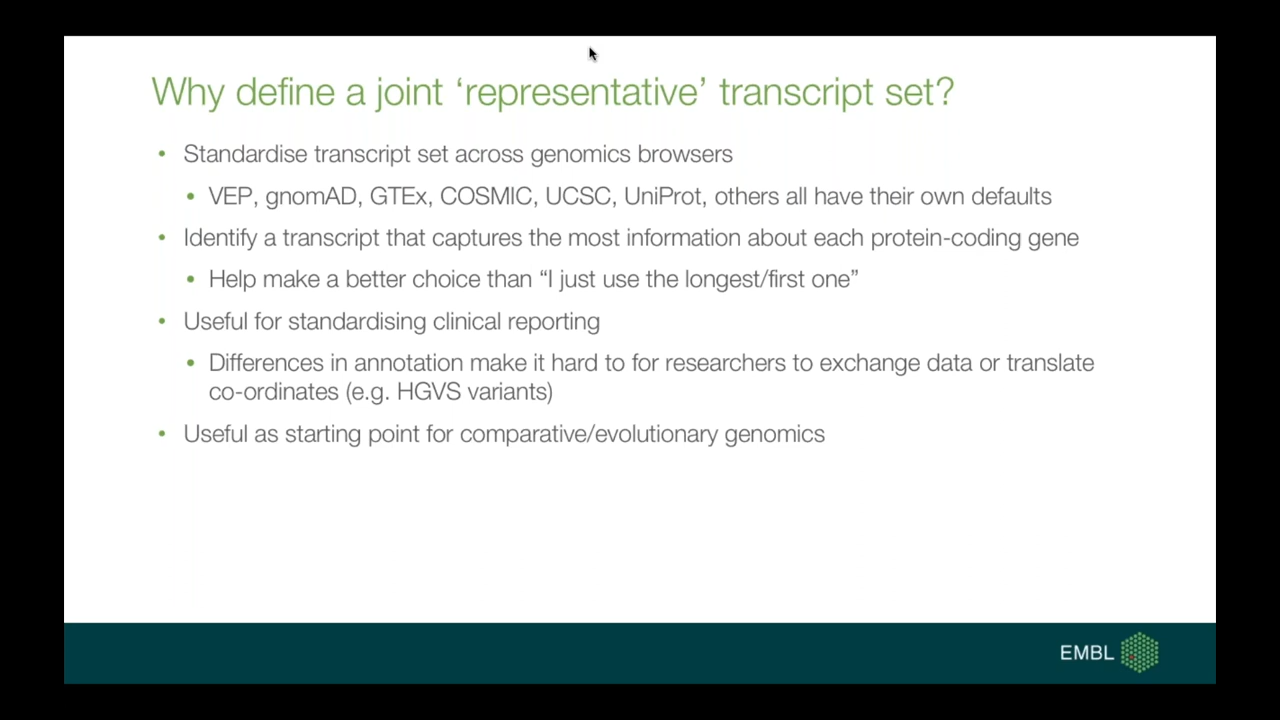 Why define a joint ‘representative’ transcript set?
• Standardise transcript set across genomics browsers
• VEP, gnomAD, GTEx, COSMIC, UCSC, UniProt, others all have their own defaults
• Identify a transcript that captures the most information about each protein-coding gene
• Help make a better choice than “I just use the longest/first one”
• Useful for standardising clinical reporting
• Differences in annotation make it hard to for researchers to exchange data or translate
co-ordinates (e.g. HGVS variants)
• Useful as starting point for comparative/evolutionary genomics
EMBL